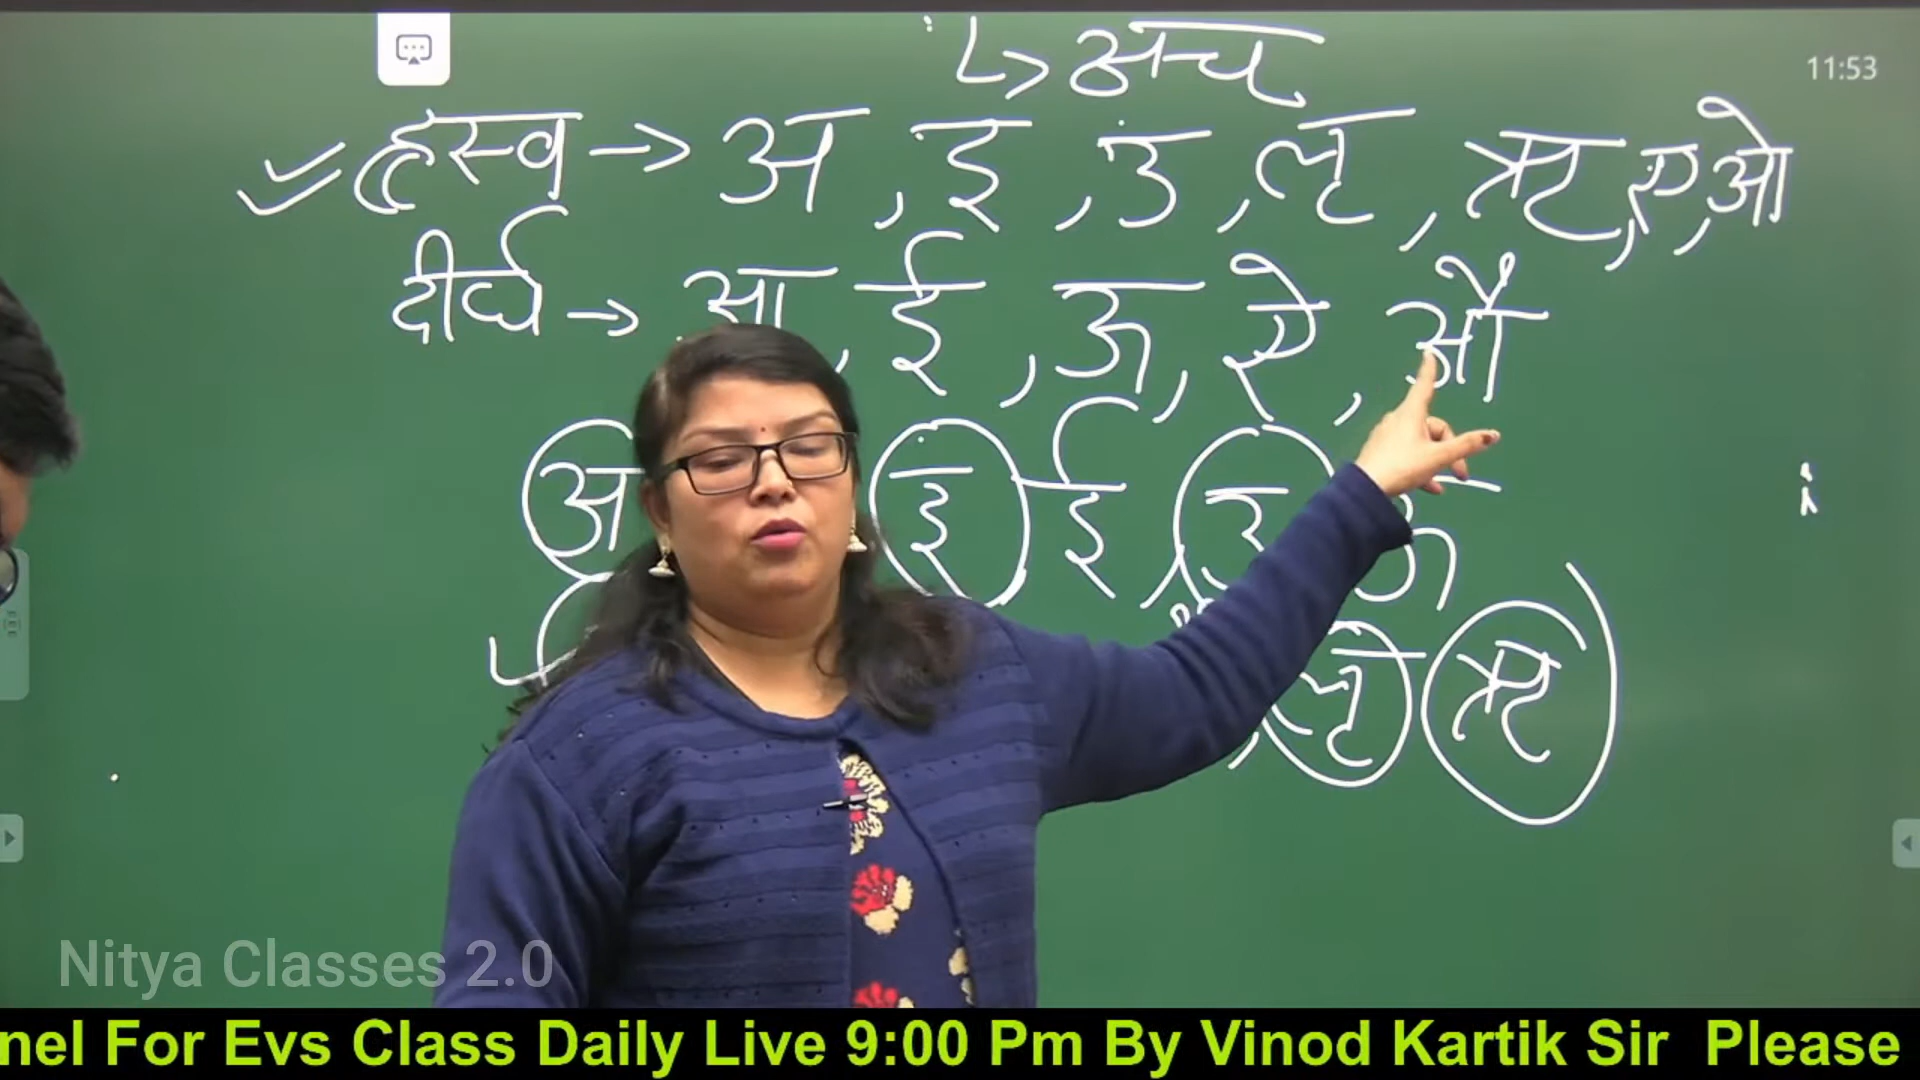 ↳ अच्
11:53
ह्रस्व → अ, इ, उ, लृ, ऋ, ए, ओ
दीर्घ → आ, ई, ऊ, ऐ, औ
अ इ ई, उ ऊ
लृ ऋ
Nitya Classes 2.0
nel For Evs Class Daily Live 9:00 Pm By Vinod Kartik Sir Please